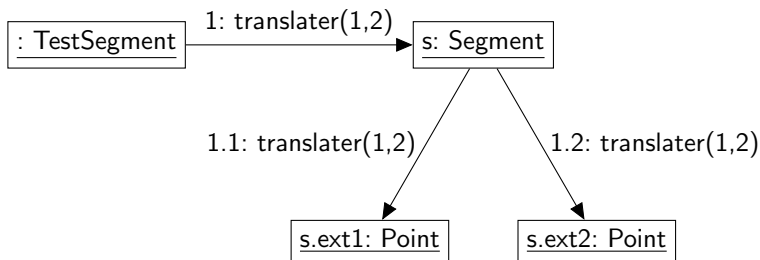 1: translater(1,2)
: TestSegment
s: Segment
1.1: translater(1,2)
1.2: translater(1,2)
s.ext1: Point
s.ext2: Point